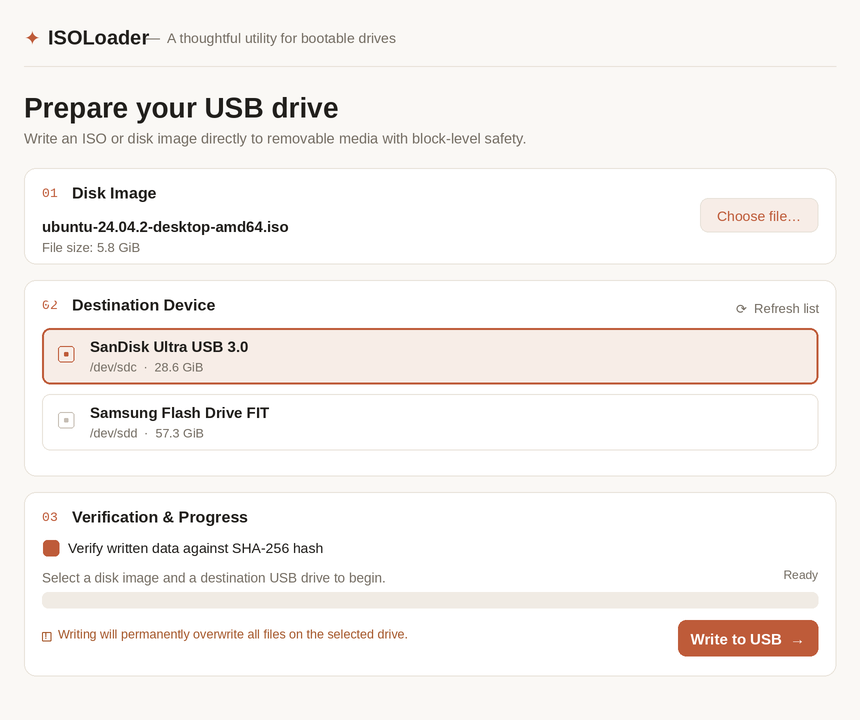 ✦ ISOLoader — A thoughtful utility for bootable drives
Prepare your USB drive
Write an ISO or disk image directly to removable media with block-level safety.
01 Disk Image
ubuntu-24.04.2-desktop-amd64.iso
File size: 5.8 GiB
Choose file…
02 Destination Device
⟳ Refresh list
SanDisk Ultra USB 3.0
/dev/sdc · 28.6 GiB
Samsung Flash Drive FIT
/dev/sdd · 57.3 GiB
03 Verification & Progress
Verify written data against SHA-256 hash
Select a disk image and a destination USB drive to begin.
Ready
Writing will permanently overwrite all files on the selected drive.
Write to USB →